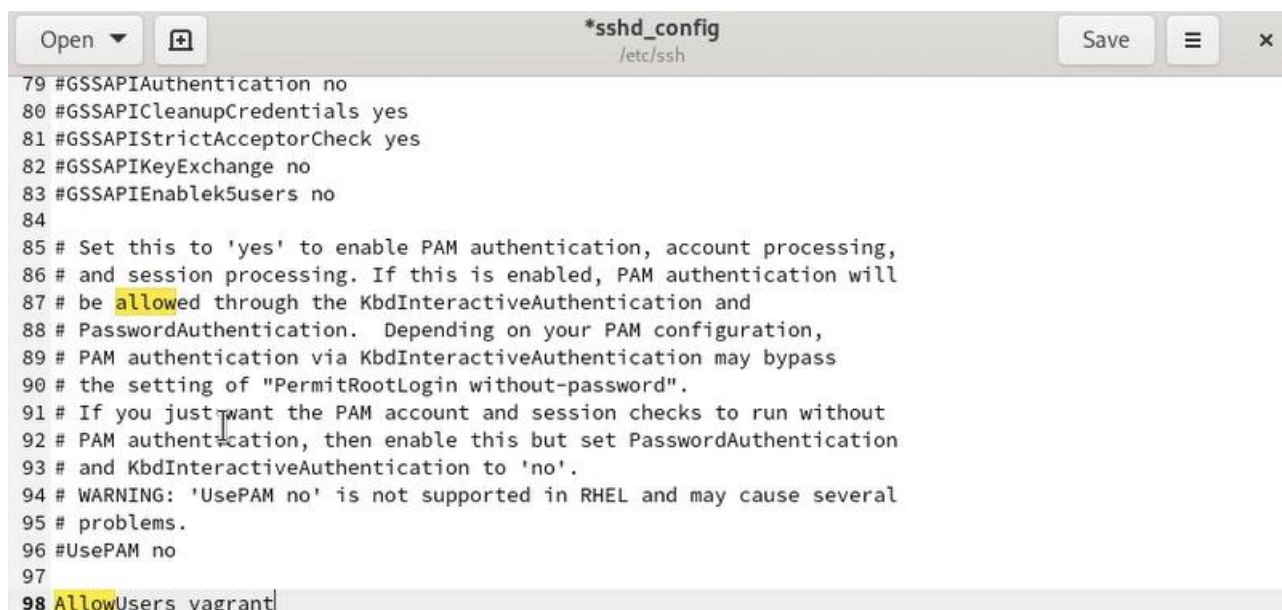 Open
*sshd_config
/etc/ssh
Save
79 #GSSAPIAuthentication no
80 #GSSAPICleanupCredentials yes
81 #GSSAPIStrictAcceptorCheck yes
82 #GSSAPIKeyExchange no
83 #GSSAPIEnablek5users no
84
85 # Set this to 'yes' to enable PAM authentication, account processing,
86 # and session processing. If this is enabled, PAM authentication will
87 # be allowed through the KbdInteractiveAuthentication and
88 # PasswordAuthentication.  Depending on your PAM configuration,
89 # PAM authentication via KbdInteractiveAuthentication may bypass
90 # the setting of "PermitRootLogin without-password".
91 # If you just want the PAM account and session checks to run without
92 # PAM authentication, then enable this but set PasswordAuthentication
93 # and KbdInteractiveAuthentication to 'no'.
94 # WARNING: 'UsePAM no' is not supported in RHEL and may cause several
95 # problems.
96 #UsePAM no
97
98 AllowUsers vagrant